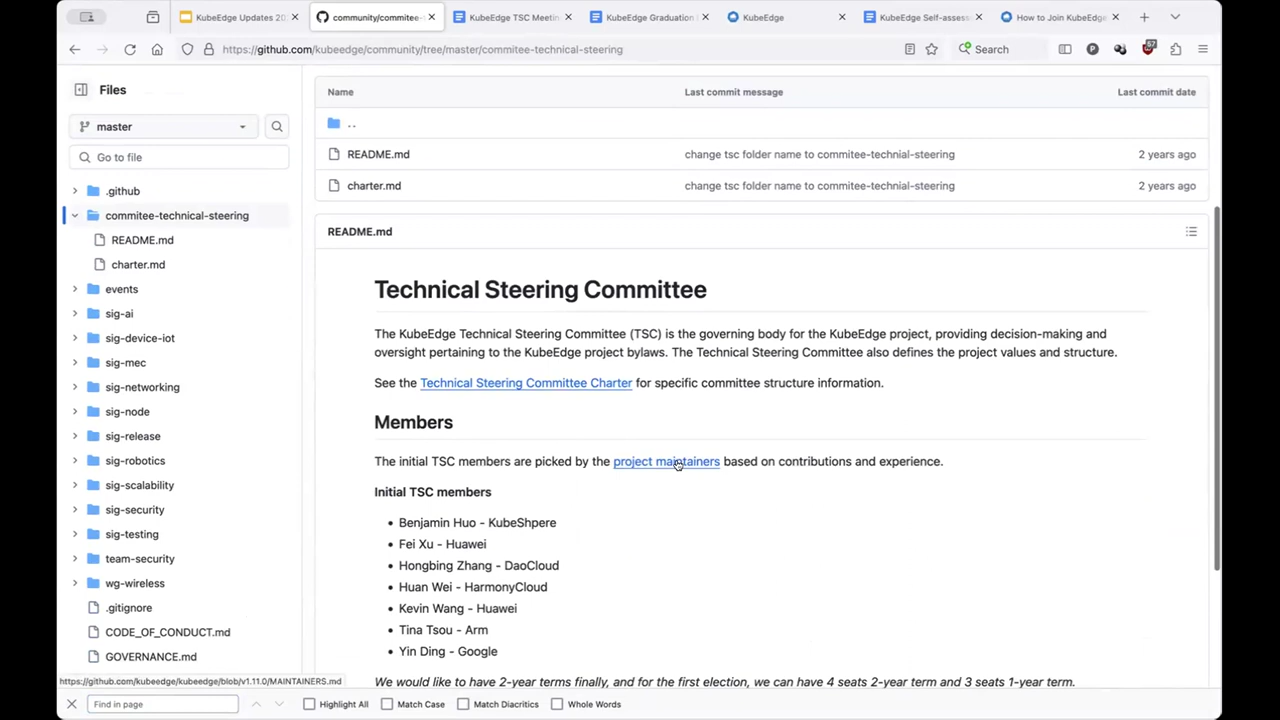 KubeEdge Updates 20
community/commitee-
KubeEdge TSC Meetin
KubeEdge Graduation
KubeEdge
KubeEdge Self-assess
How to Join KubeEdge
https://github.com/kubeedge/community/tree/master/commitee-technical-steering
Search
57
Files
master
Go to file
.github
commitee-technical-steering
README.md
charter.md
events
sig-ai
sig-device-iot
sig-mec
sig-networking
sig-node
sig-release
sig-robotics
sig-scalability
sig-security
sig-testing
team-security
wg-wireless
.gitignore
CODE_OF_CONDUCT.md
GOVERNANCE.md
Name Last commit message Last commit date
..
README.md change tsc folder name to commitee-technial-steering 2 years ago
charter.md change tsc folder name to commitee-technial-steering 2 years ago
README.md
Technical Steering Committee
The KubeEdge Technical Steering Committee (TSC) is the governing body for the KubeEdge project, providing decision-making and
oversight pertaining to the KubeEdge project bylaws. The Technical Steering Committee also defines the project values and structure.
See the Technical Steering Committee Charter for specific committee structure information.
Members
The initial TSC members are picked by the project maintainers based on contributions and experience.
Initial TSC members
• Benjamin Huo - KubeShpere
• Fei Xu - Huawei
• Hongbing Zhang - DaoCloud
• Huan Wei - HarmonyCloud
• Kevin Wang - Huawei
• Tina Tsou - Arm
• Yin Ding - Google
We would like to have 2-year terms finally, and for the first election, we can have 4 seats 2-year term and 3 seats 1-year term.
https://github.com/kubeedge/kubeedge/blob/v1.11.0/MAINTAINERS.md
Find in page Highlight All Match Case Match Diacritics Whole Words